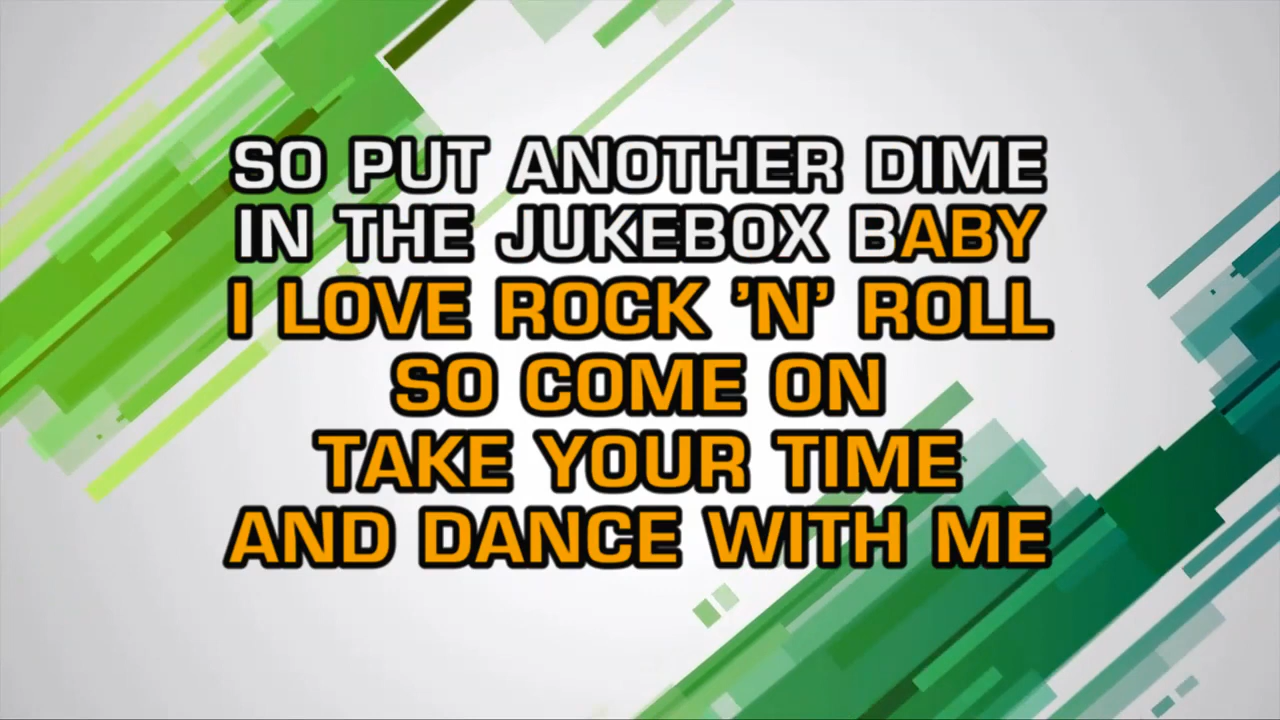 SO PUT ANOTHER DIME
IN THE JUKEBOX BABY
I LOVE ROCK 'N' ROLL
SO COME ON
TAKE YOUR TIME
AND DANCE WITH ME